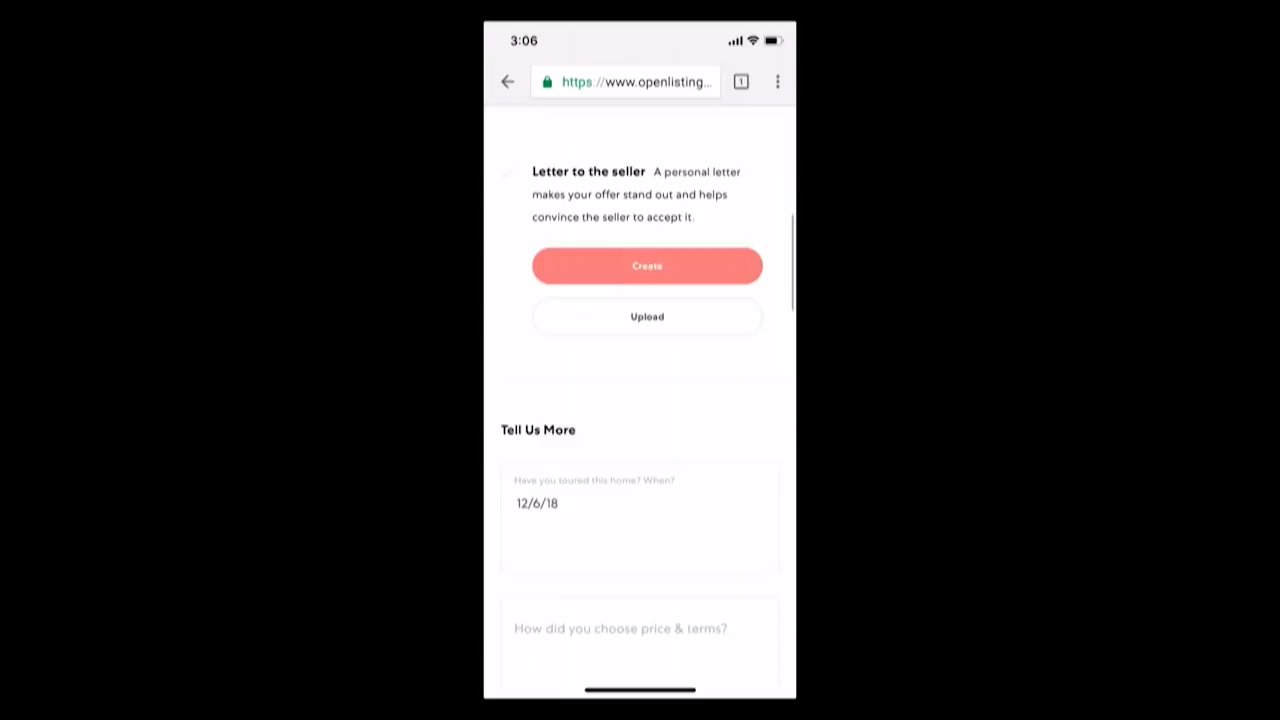 3:06
https://www.openlisting...
1
Letter to the seller A personal letter
makes your offer stand out and helps
convince the seller to accept it.
Create
Upload
Tell Us More
Have you toured this home? When?
12/6/18
How did you choose price & terms?